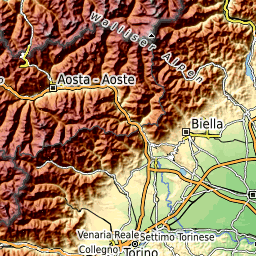 Walliser Alpen
Aosta - Aoste
Biella
Venaria Reale
Settimo Torinese
Collegno
Torino